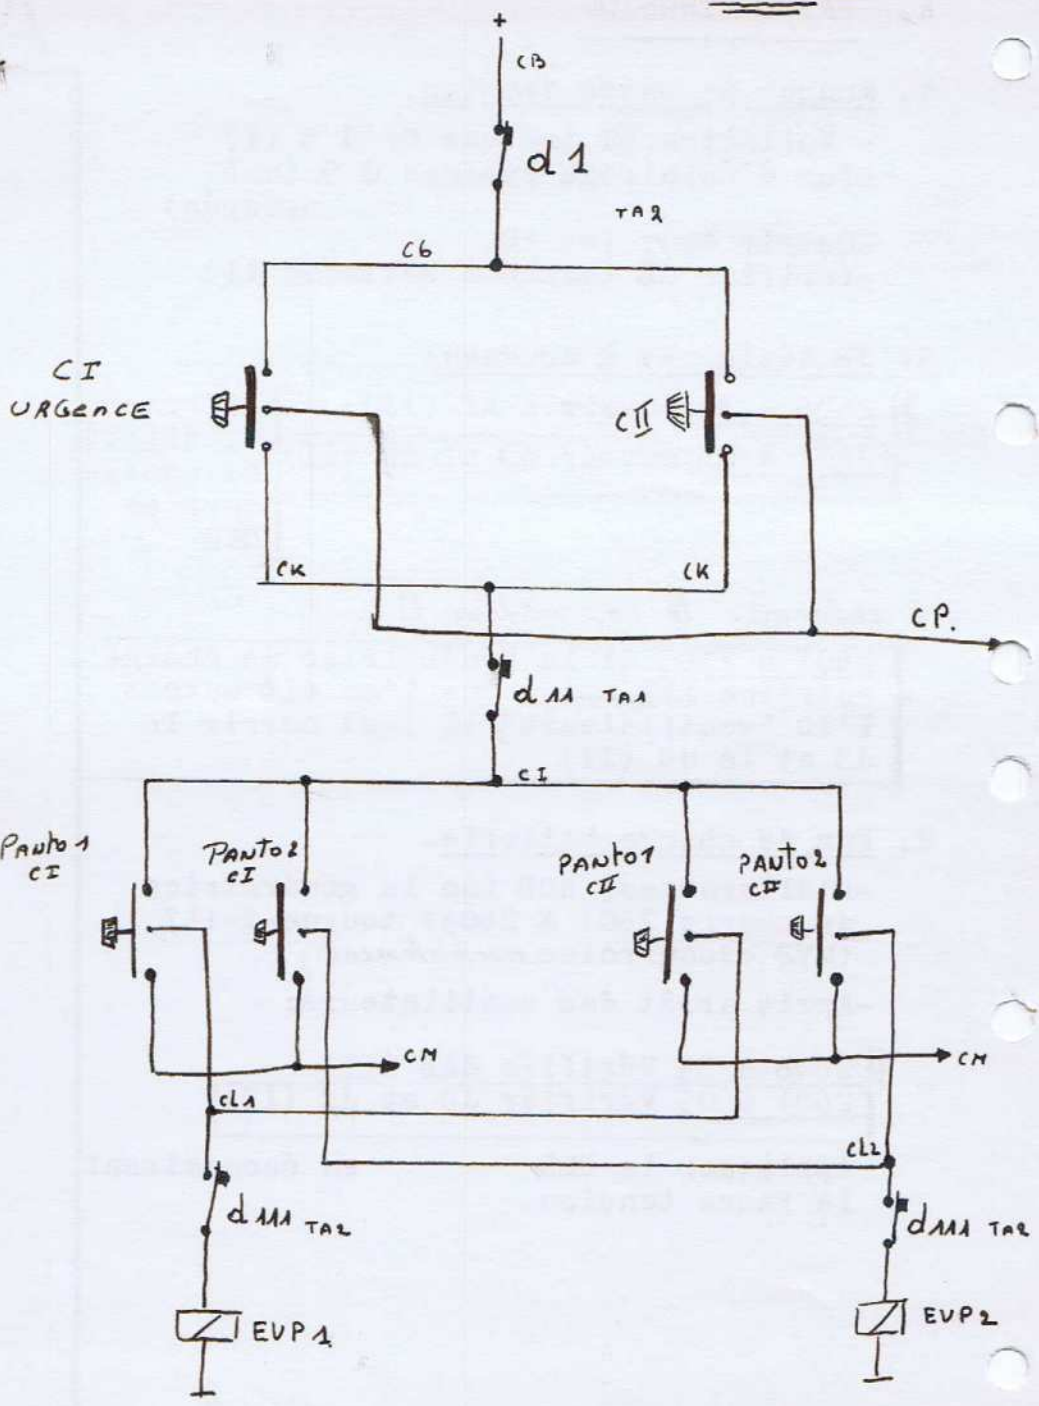 +
CB
d1
TA2
C6
CI
URGENCE
CII
CK
CK
CP.
d11 TA1
CI
PANTO1
CI
PANTO2
CI
PANTO1
CII
PANTO2
CII
CM
CM
CL1
CL2
d111 TA2
d111 TA2
EVP1
EVP2